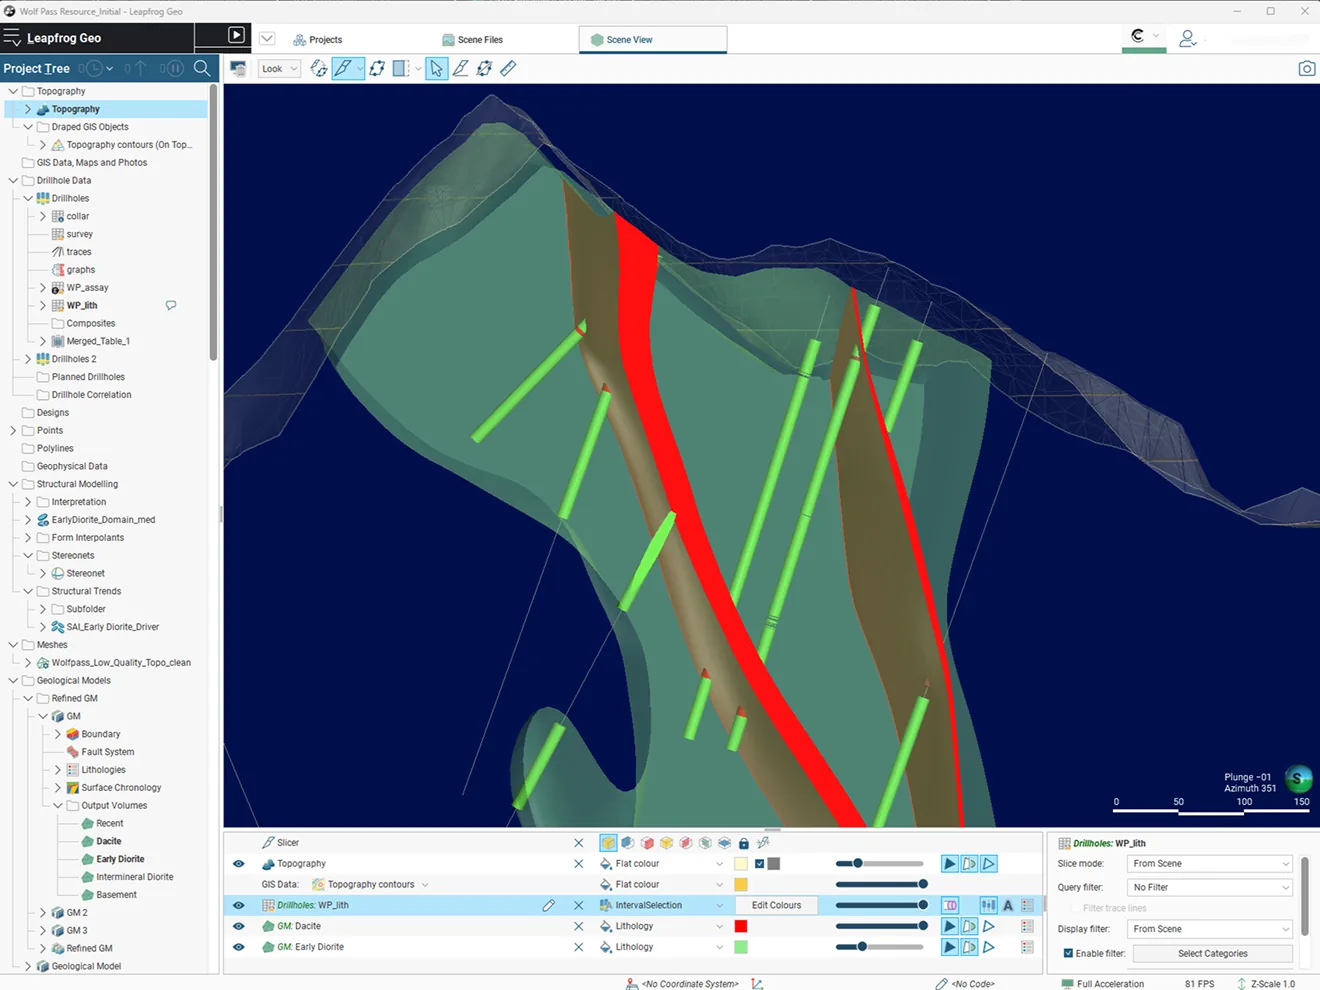 Wolf Pass Resource_Initial - Leapfrog Geo
Leapfrog Geo
Projects
Scene Files
Scene View
Project Tree
Look
Topography
Topography
Draped GIS Objects
Topography contours (On Top...
GIS Data, Maps and Photos
Drillhole Data
Drillholes
collar
survey
traces
graphs
WP_assay
WP_lith
Composites
Merged_Table_1
Drillholes 2
Planned Drillholes
Drillhole Correlation
Designs
Points
Polylines
Geophysical Data
Structural Modelling
Interpretation
EarlyDiorite_Domain_med
Form Interpolants
Stereonets
Stereonet
Structural Trends
Subfolder
SAI_Early Diorite_Driver
Meshes
Wolfpass_Low_Quality_Topo_clean
Geological Models
Refined GM
GM
Boundary
Fault System
Lithologies
Surface Chronology
Output Volumes
Recent
Dacite
Early Diorite
Intermineral Diorite
Basement
GM 2
GM 3
Refined GM
Geological Model
Plunge -01
Azimuth 351
S
0 50 100 150
Slicer
Topography
Flat colour
GIS Data: Topography contours
Flat colour
Drillholes: WP_lith
IntervalSelection
Edit Colours
A
GM: Dacite
Lithology
GM: Early Diorite
Lithology
Drillholes: WP_lith
Slice mode: From Scene
Query filter: No Filter
Filter trace lines
Display filter: From Scene
Enable filter: Select Categories
<No Coordinate System>
<No Code>
Full Acceleration
81 FPS
Z-Scale 1.0